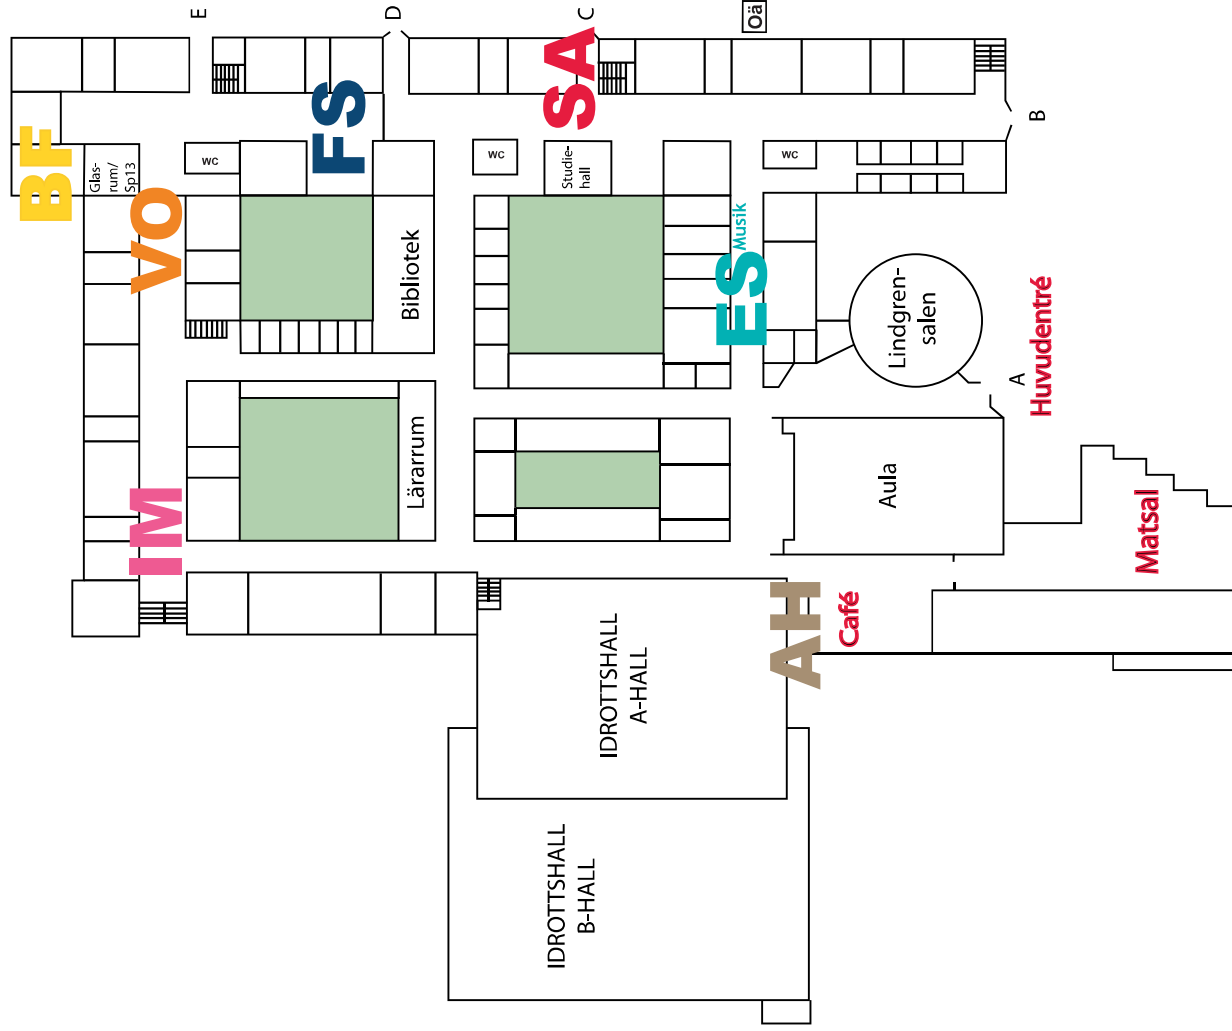 E
D
C
Oä
SA
FS
BF
B
wc
wc
wc
Glas-
rum/
Sp13
Studie-
hall
VO
Musik
ES
Bibliotek
Lindgren-
salen
A
Huvudentré
Lärarrum
Aula
IM
Matsal
AH
Café
IDROTTSHALL
A-HALL
IDROTTSHALL
B-HALL